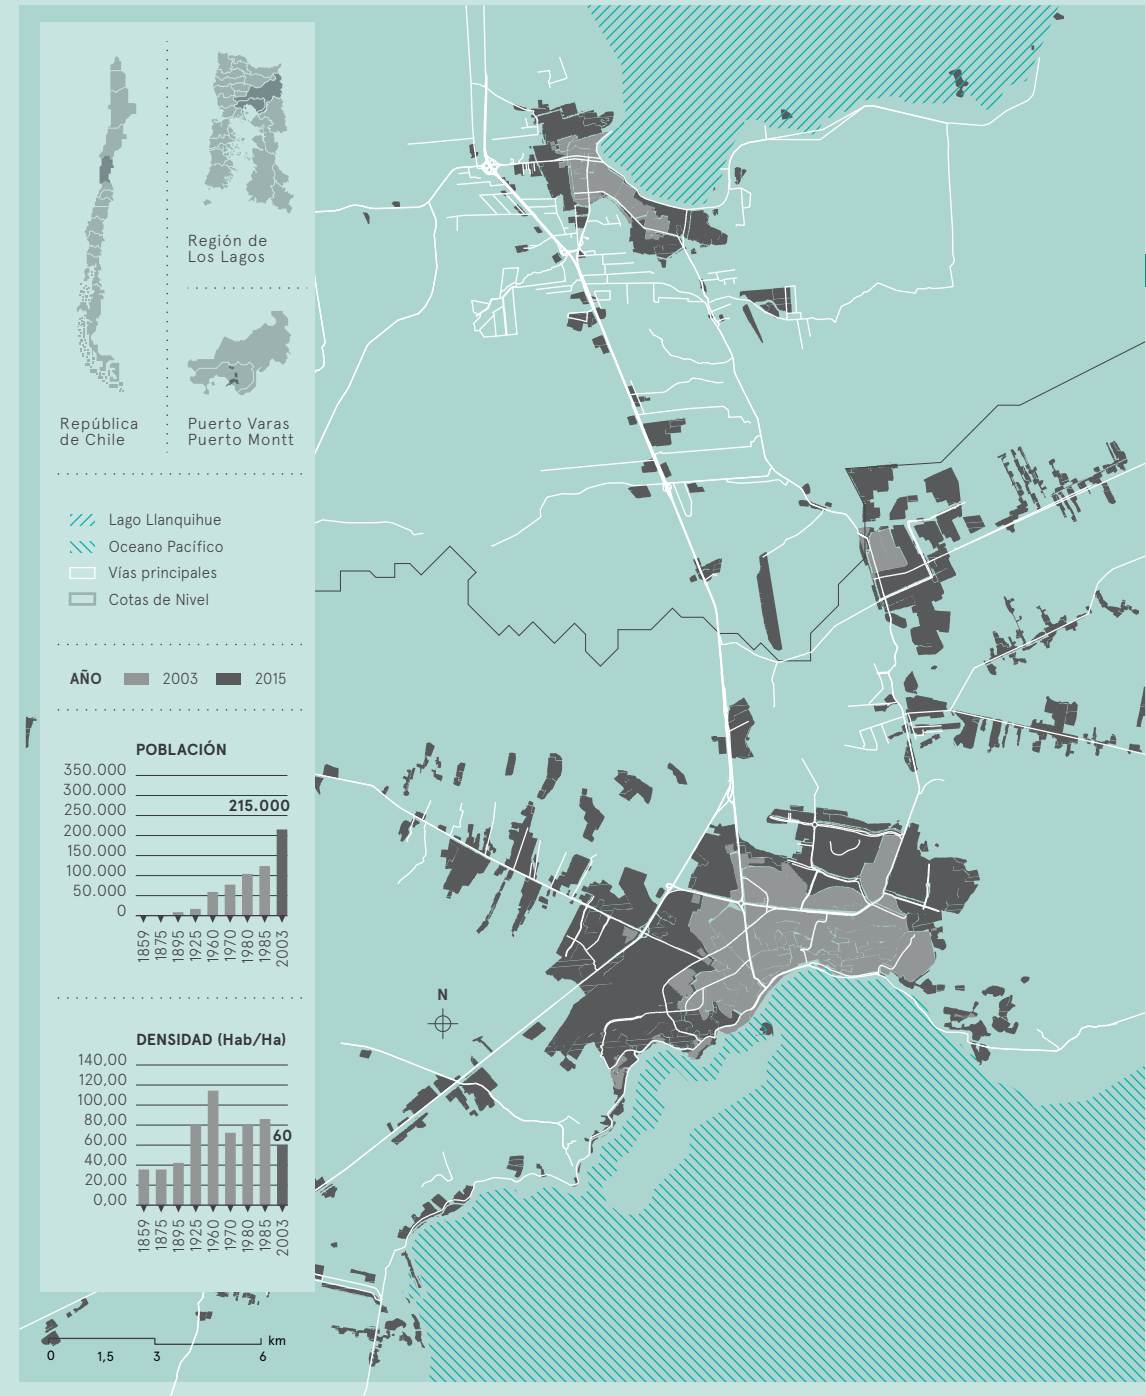 Región de
Los Lagos
República
de Chile
Puerto Varas
Puerto Montt
Lago Llanquihue
Oceano Pacífico
Vías principales
Cotas de Nivel
AÑO 2003 2015
POBLACIÓN
350.000
300.000
250.000
200.000
150.000
100.000
50.000
0
215.000
1859
1875
1895
1925
1960
1970
1980
1985
2003
DENSIDAD (Hab/Ha)
140,00
120,00
100,00
80,00
60,00
40,00
20,00
0,00
60
1859
1875
1895
1925
1960
1970
1980
1985
2003
N
km
0 1,5 3 6